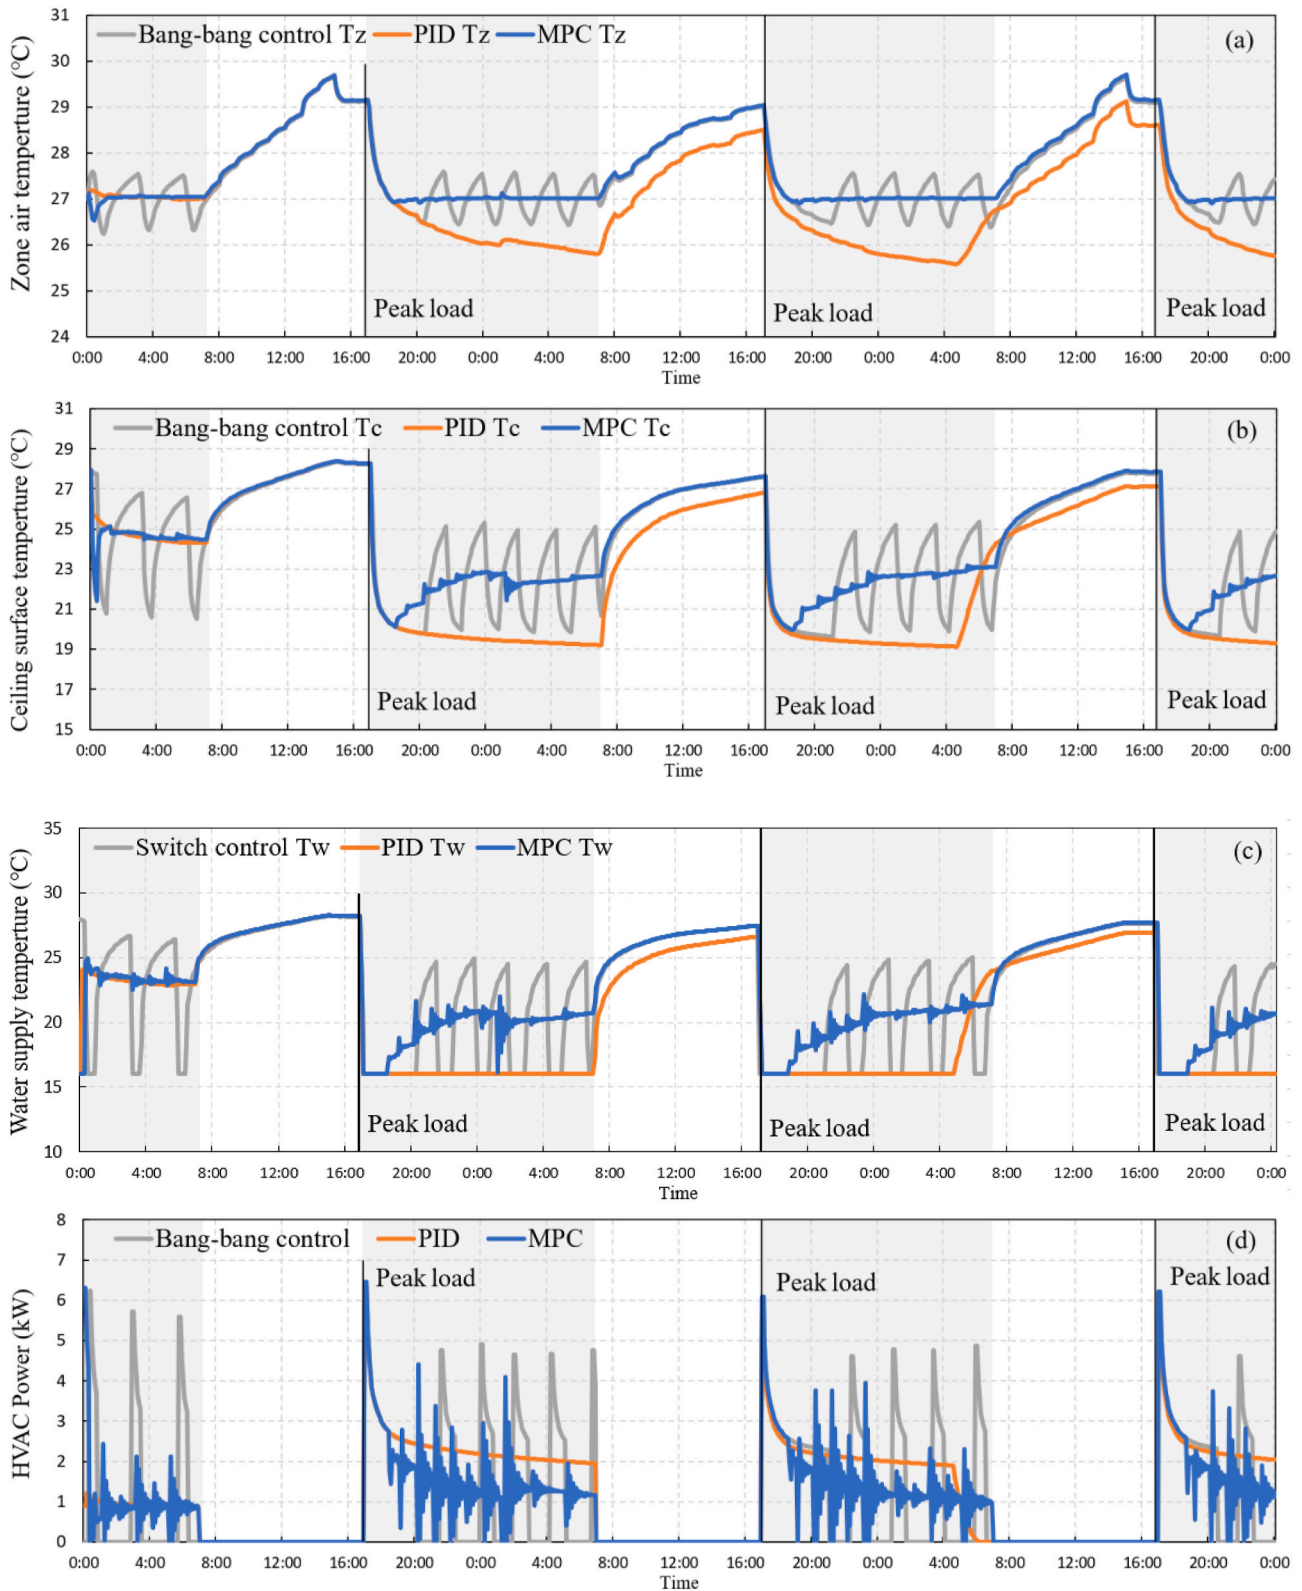 31
Bang-bang control Tz PID Tz MPC Tz (a)
30
29
28
27
26
25
24
Zone air temperture (°C)
Peak load Peak load Peak load
0:00 4:00 8:00 12:00 16:00 20:00 0:00 4:00 8:00 12:00 16:00 20:00 0:00 4:00 8:00 12:00 16:00 20:00 0:00
Time
31
Bang-bang control Tc PID Tc MPC Tc (b)
29
27
25
23
21
19
17
15
Ceiling surface temperture (°C)
Peak load Peak load Peak load
0:00 4:00 8:00 12:00 16:00 20:00 0:00 4:00 8:00 12:00 16:00 20:00 0:00 4:00 8:00 12:00 16:00 20:00 0:00
Time
35
Switch control Tw PID Tw MPC Tw (c)
30
25
20
15
10
Water supply temperture (°C)
Peak load Peak load Peak load
0:00 4:00 8:00 12:00 16:00 20:00 0:00 4:00 8:00 12:00 16:00 20:00 0:00 4:00 8:00 12:00 16:00 20:00 0:00
Time
8
Bang-bang control PID MPC (d)
7
Peak load Peak load Peak load
6
5
4
3
2
1
0
HVAC Power (kW)
0:00 4:00 8:00 12:00 16:00 20:00 0:00 4:00 8:00 12:00 16:00 20:00 0:00 4:00 8:00 12:00 16:00 20:00 0:00
Time